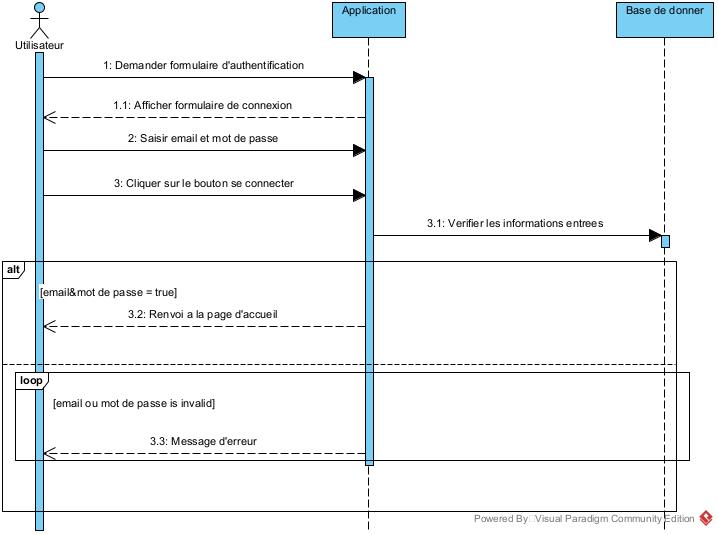 Application
Base de donner
Utilisateur
1: Demander formulaire d'authentification
1.1: Afficher formulaire de connexion
2: Saisir email et mot de passe
3: Cliquer sur le bouton se connecter
3.1: Verifier les informations entrees
alt
[email&mot de passe = true]
3.2: Renvoi a la page d'accueil
loop
[email ou mot de passe is invalid]
3.3: Message d'erreur
Powered By Visual Paradigm Community Edition